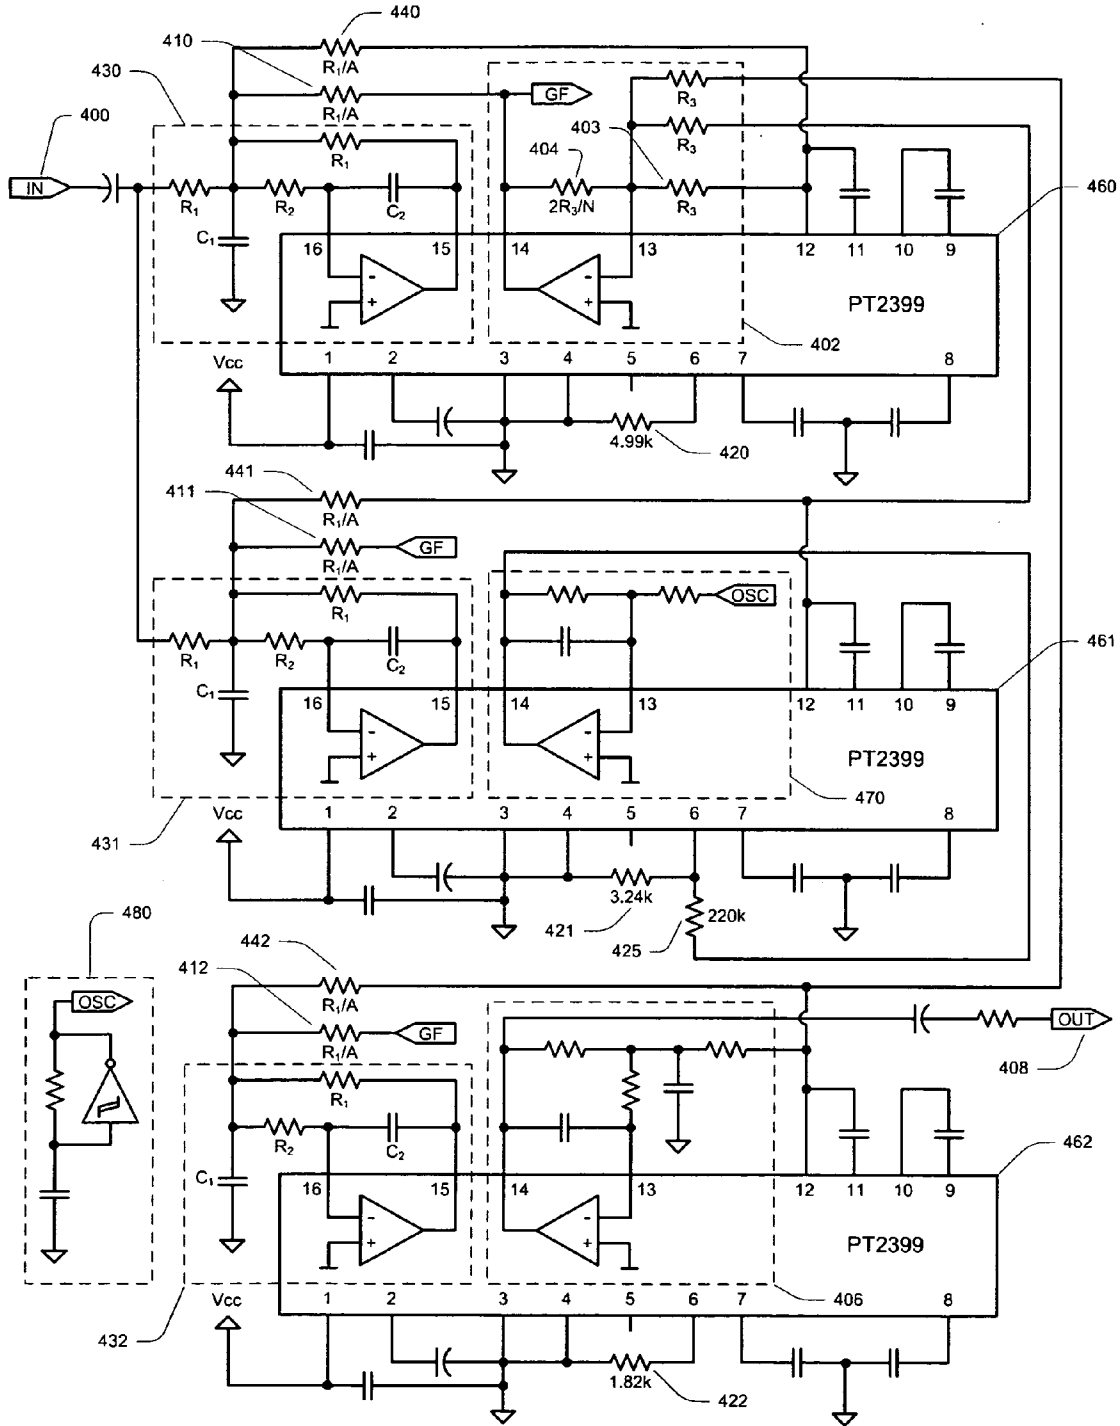 440
410
R₁/A
430
GF
R₃
400
R₁/A
403
404
R₃
R₁
IN
460
R₁
R₂
C₂
2R₃/N
R₃
C₁
16
15
14
13
12
11
10
9
-
-
+
+
PT2399
402
Vcc
1
2
3
4
5
6
7
8
4.99k
420
441
411
R₁/A
GF
R₁/A
R₁
OSC
461
R₁
R₂
C₂
C₁
16
15
14
13
12
11
10
9
-
-
+
+
PT2399
470
Vcc
1
2
3
4
5
6
7
8
431
3.24k
220k
421
425
480
442
412
OSC
R₁/A
GF
OUT
R₁/A
408
R₁
R₂
C₂
462
C₁
16
15
14
13
12
11
10
9
-
-
+
+
PT2399
406
Vcc
1
2
3
4
5
6
7
8
432
1.82k
422